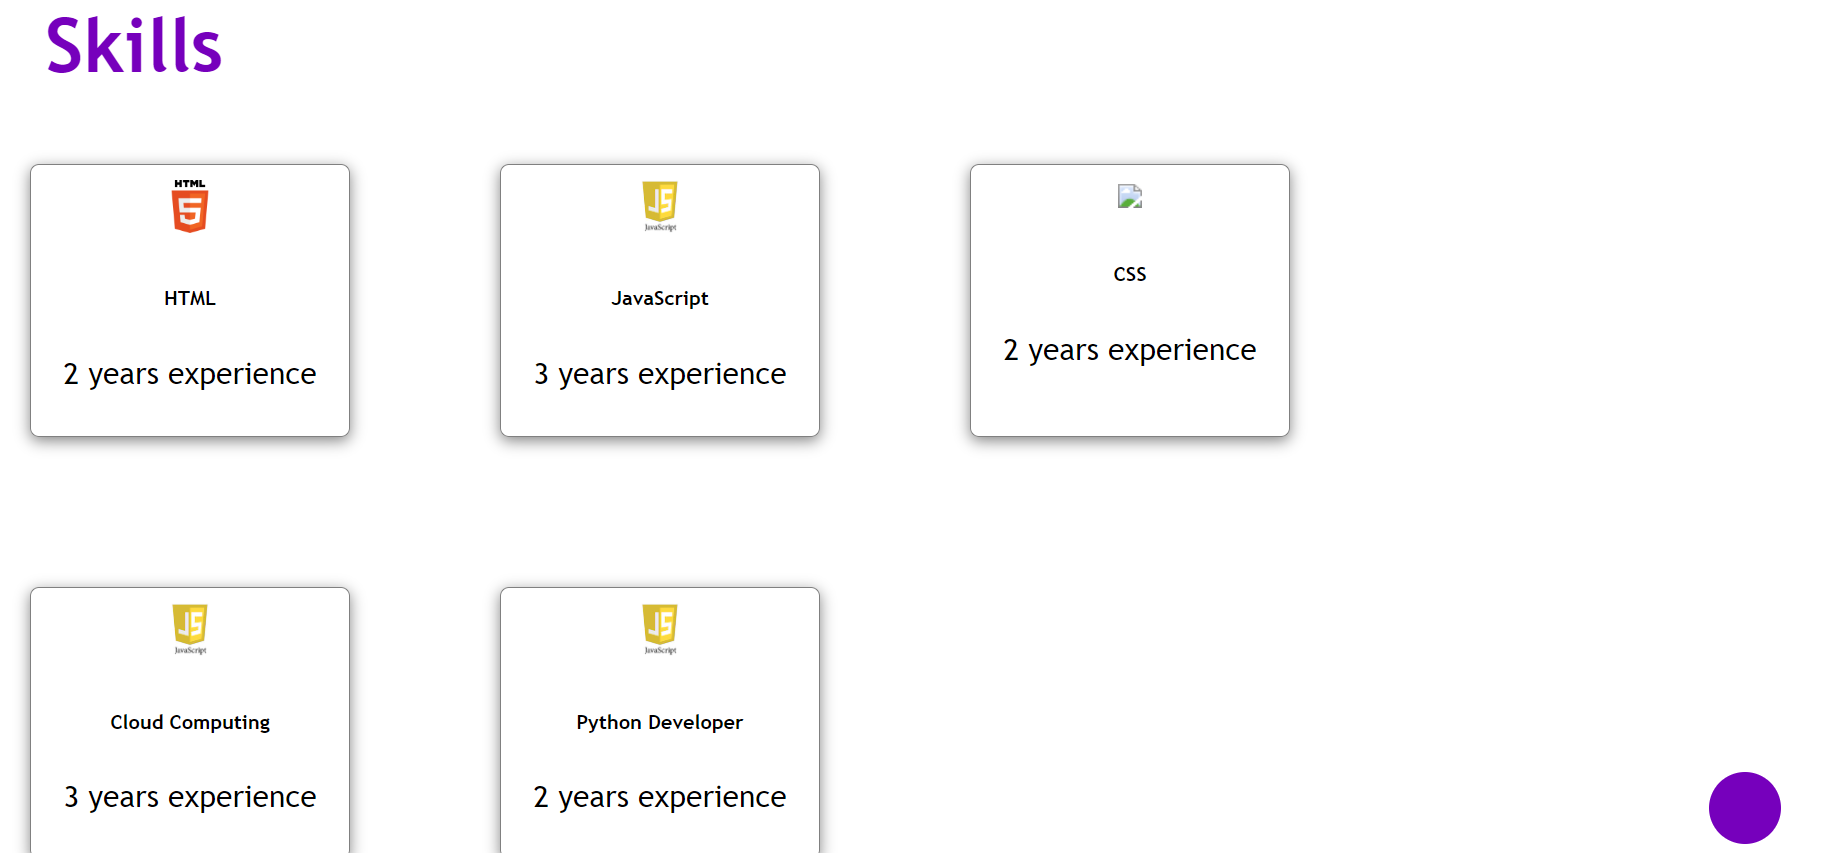 Skills
HTML
5
HTML
2 years experience
JS
JavaScript
JavaScript
3 years experience
CSS
2 years experience
JS
JavaScript
Cloud Computing
3 years experience
JS
JavaScript
Python Developer
2 years experience